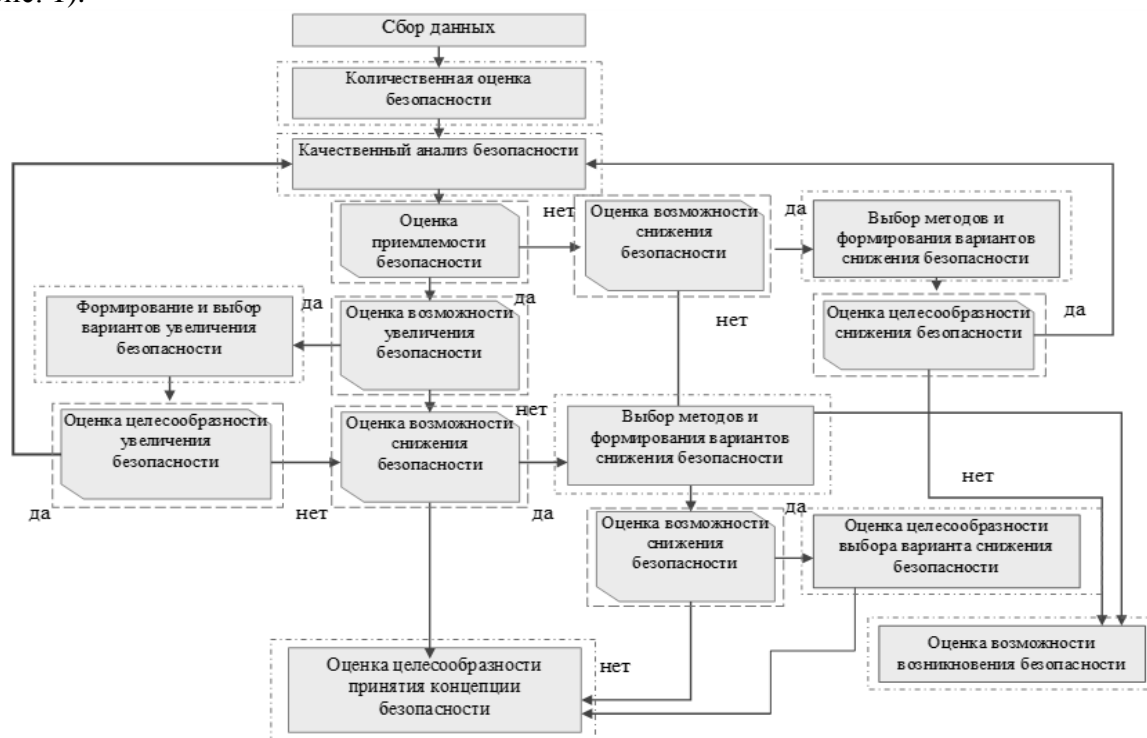 Сбор данных
Количественная оценка
безопасности
Качественный анализ безопасности
Оценка
приемлемости
безопасности
нет
Оценка возможности
снижения
безопасности
да
Выбор методов и
формирования вариантов
снижения безопасности
Формирование и выбор
вариантов увеличения
безопасности
да
Оценка возможности
увеличения
безопасности
да
нет
Оценка целесообразности
снижения безопасности
да
Оценка целесообразности
увеличения
безопасности
да
нет
Оценка возможности
снижения
безопасности
нет
да
Выбор методов и
формирования вариантов
снижения безопасности
нет
Оценка возможности
снижения
безопасности
да
Оценка целесообразности
выбора варианта снижения
безопасности
Оценка целесообразности
принятия концепции
безопасности
нет
Оценка возможности
возникновения безопасности